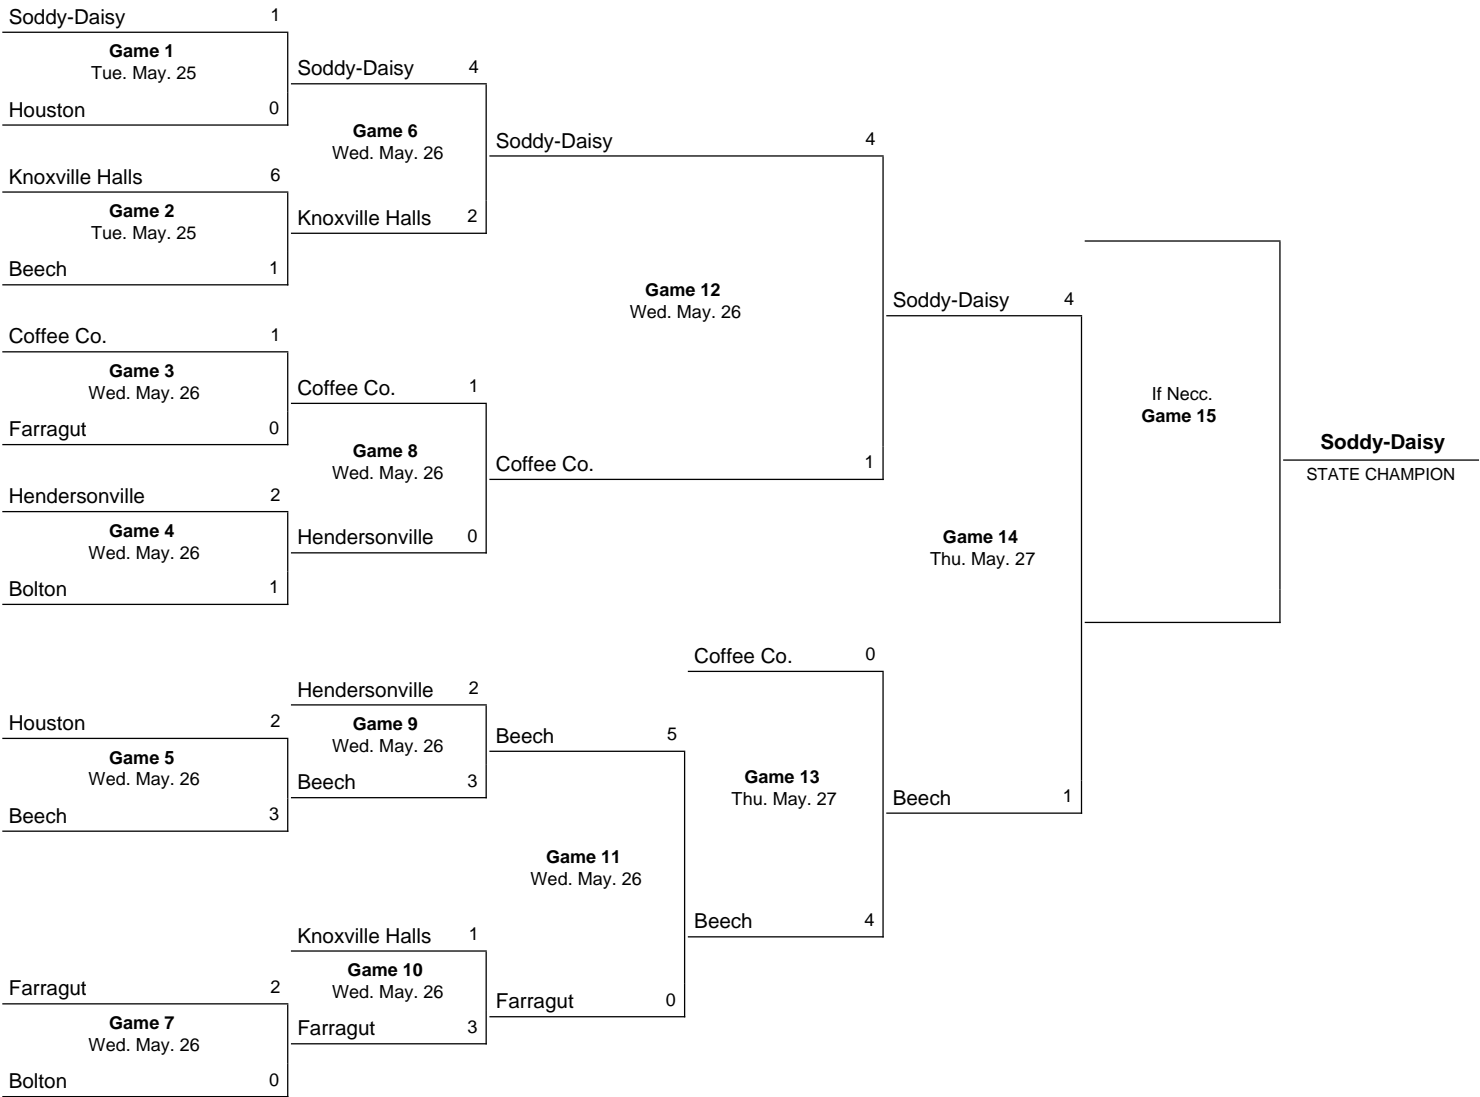 Soddy-Daisy 1
Game 1
Tue. May. 25
Houston 0
Soddy-Daisy 4
Game 6
Wed. May. 26
Knoxville Halls 2
Knoxville Halls 6
Game 2
Tue. May. 25
Beech 1
Soddy-Daisy 4
Game 12
Wed. May. 26
Coffee Co. 1
Coffee Co. 1
Game 3
Wed. May. 26
Farragut 0
Coffee Co. 1
Game 8
Wed. May. 26
Hendersonville 0
Hendersonville 2
Game 4
Wed. May. 26
Bolton 1
Soddy-Daisy 4
Game 14
Thu. May. 27
Beech 1
If Necc.
Game 15
Soddy-Daisy
STATE CHAMPION
Houston 2
Game 5
Wed. May. 26
Beech 3
Hendersonville 2
Game 9
Wed. May. 26
Beech 3
Beech 5
Game 11
Wed. May. 26
Farragut 0
Coffee Co. 0
Game 13
Thu. May. 27
Beech 4
Knoxville Halls 1
Game 10
Wed. May. 26
Farragut 3
Farragut 2
Game 7
Wed. May. 26
Bolton 0